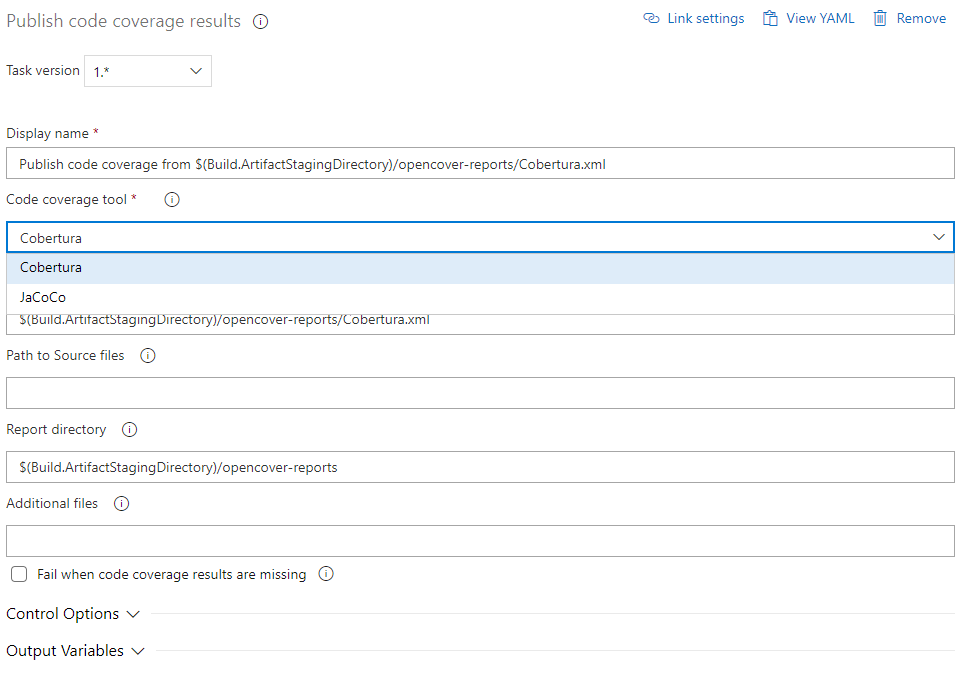 Publish code coverage results
Link settings
View YAML
Remove
Task version
1.*
Display name *
Publish code coverage from $(Build.ArtifactStagingDirectory)/opencover-reports/Cobertura.xml
Code coverage tool *
Cobertura
Cobertura
JaCoCo
$(Build.ArtifactStagingDirectory)/opencover-reports/Cobertura.xml
Path to Source files
Report directory
$(Build.ArtifactStagingDirectory)/opencover-reports
Additional files
Fail when code coverage results are missing
Control Options
Output Variables